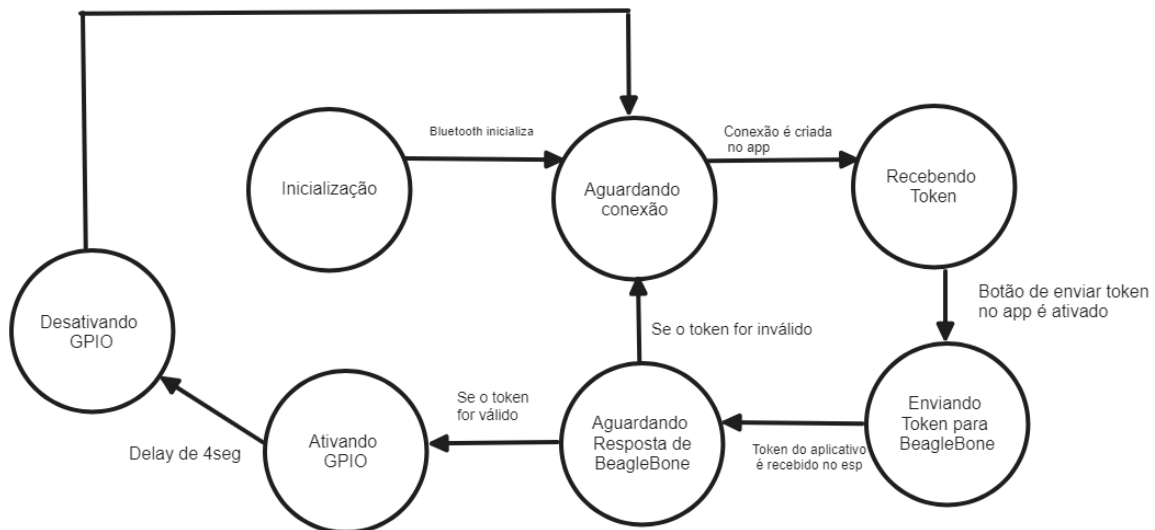 Bluetooth inicializa
Conexão é criada
no app
Inicialização
Aguardando
conexão
Recebendo
Token
Botão de enviar token
no app é ativado
Desativando
GPIO
Se o token for inválido
Se o token
for válido
Delay de 4seg
Ativando
GPIO
Aguardando
Resposta de
BeagleBone
Token do aplicativo
é recebido no esp
Enviando
Token para
BeagleBone